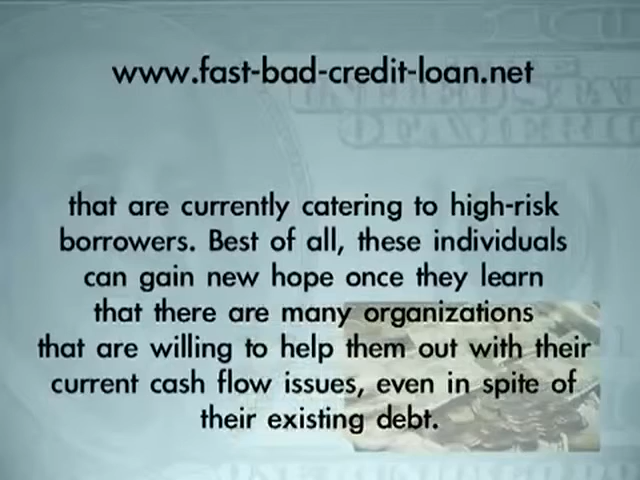 www.fast-bad-credit-loan.net
that are currently catering to high-risk
borrowers. Best of all, these individuals
can gain new hope once they learn
that there are many organizations
that are willing to help them out with their
current cash flow issues, even in spite of
their existing debt.